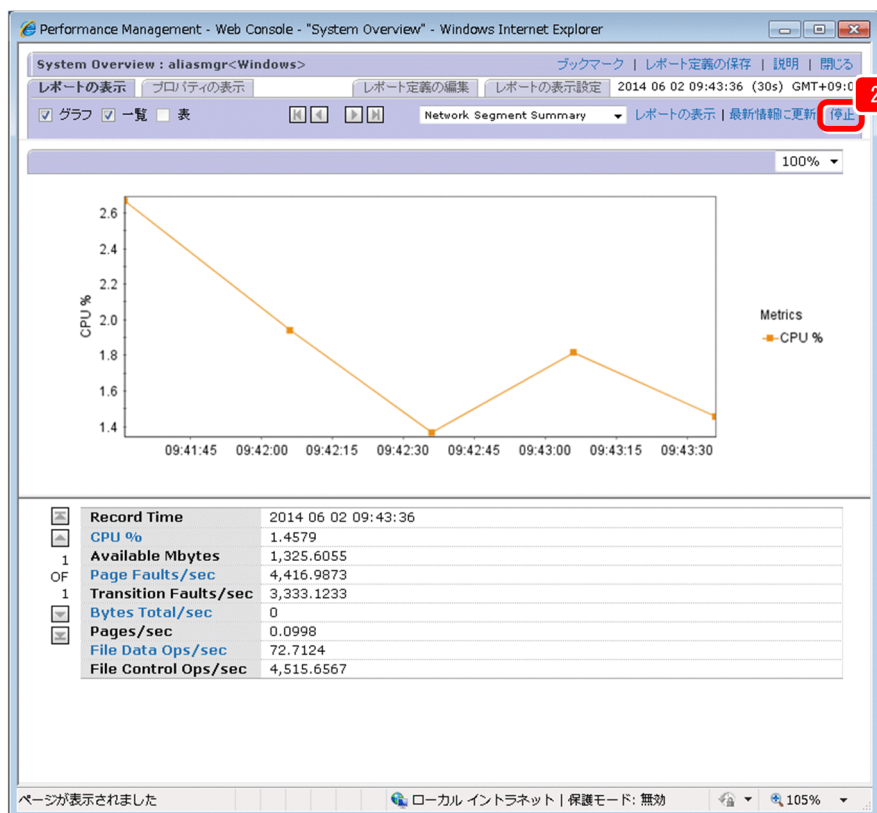 Performance Management - Web Console - "System Overview" - Windows Internet Explorer
System Overview : aliasmgr<Windows> ブックマーク | レポート定義の保存 | 説明 | 閉じる
レポートの表示 プロパティの表示 レポート定義の編集 レポートの表示設定 2014 06 02 09:43:36 (30s) GMT+09:0
2
グラフ 一覧 表 Network Segment Summary レポートの表示 | 最新情報に更新 停止
100%
2.6
2.4
2.2
2.0
1.8
1.6
1.4
CPU %
Metrics
CPU %
09:41:45 09:42:00 09:42:15 09:42:30 09:42:45 09:43:00 09:43:15 09:43:30
1
OF
1
Record Time 2014 06 02 09:43:36
CPU % 1.4579
Available Mbytes 1,325.6055
Page Faults/sec 4,416.9873
Transition Faults/sec 3,333.1233
Bytes Total/sec 0
Pages/sec 0.0998
File Data Ops/sec 72.7124
File Control Ops/sec 4,515.6567
ページが表示されました ローカル イントラネット | 保護モード: 無効 105%